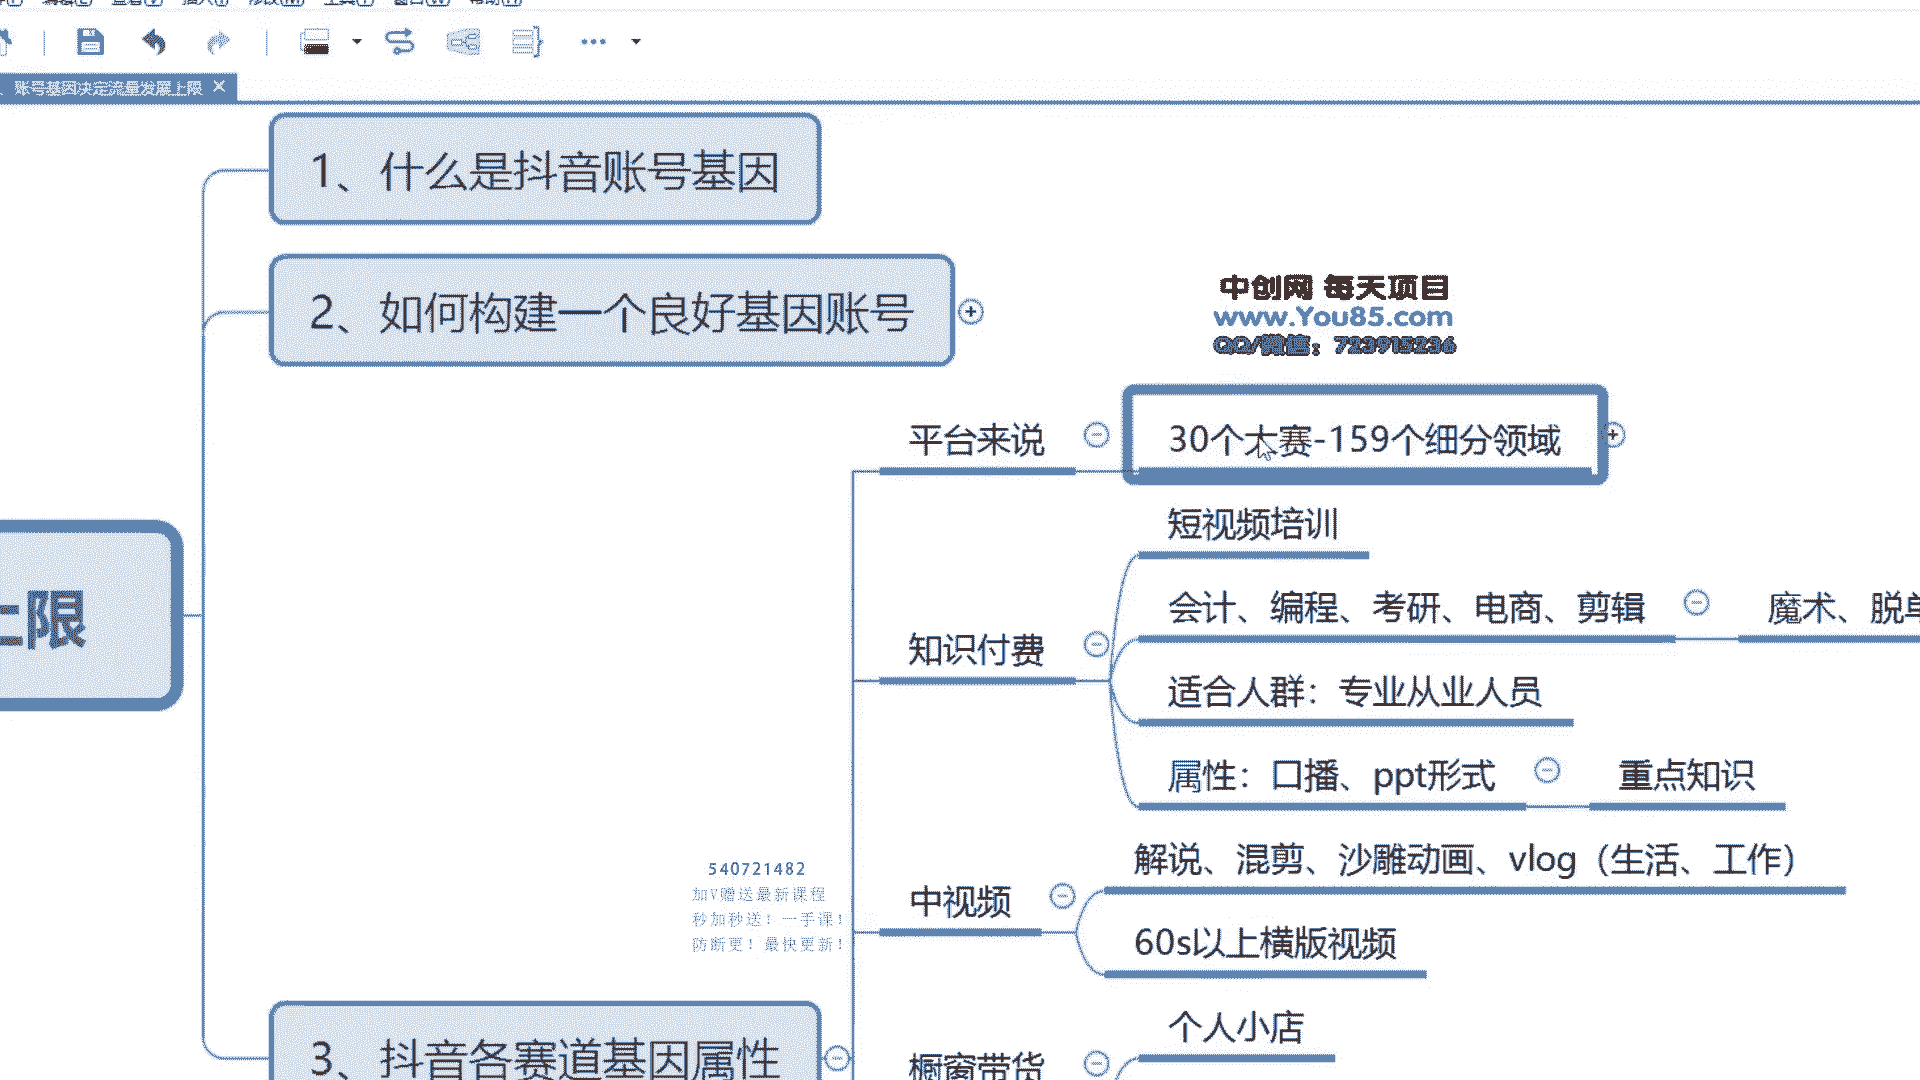 账号基因决定流量发展上限
1、什么是抖音账号基因
2、如何构建一个良好基因账号
中创网 每天项目
www.You85.com
QQ/微信：723915236
平台来说
30个大赛-159个细分领域
短视频培训
会计、编程、考研、电商、剪辑
魔术、脱单
知识付费
适合人群：专业从业人员
属性：口播、ppt形式
重点知识
解说、混剪、沙雕动画、vlog（生活、工作）
中视频
60s以上横版视频
540721482
加V赠送最新课程
秒加秒送！一手课！
防断更！最快更新！
上限
个人小店
3、抖音各赛道基因属性
橱窗带货